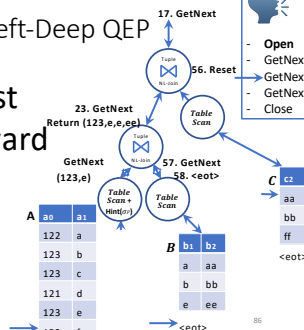 eft-Deep QEP
17. GetNext
Open
GetNex
GetNex
GetNex
Close
Tuple
NL-Join
56. Reset
st
vard
23. GetNext
Return (123,e,e,ee)
Table
Scan
Tuple
NL-Join
GetNext
(123,e)
57. GetNext
58. <eot>
Table
Scan +
Hint(σP)
Table
Scan
C c2
aa
bb
ff
<eot>
A a0 a1
122 a
123 b
123 c
121 d
123 e
B b1 b2
a aa
b bb
e ee
<eot>
86